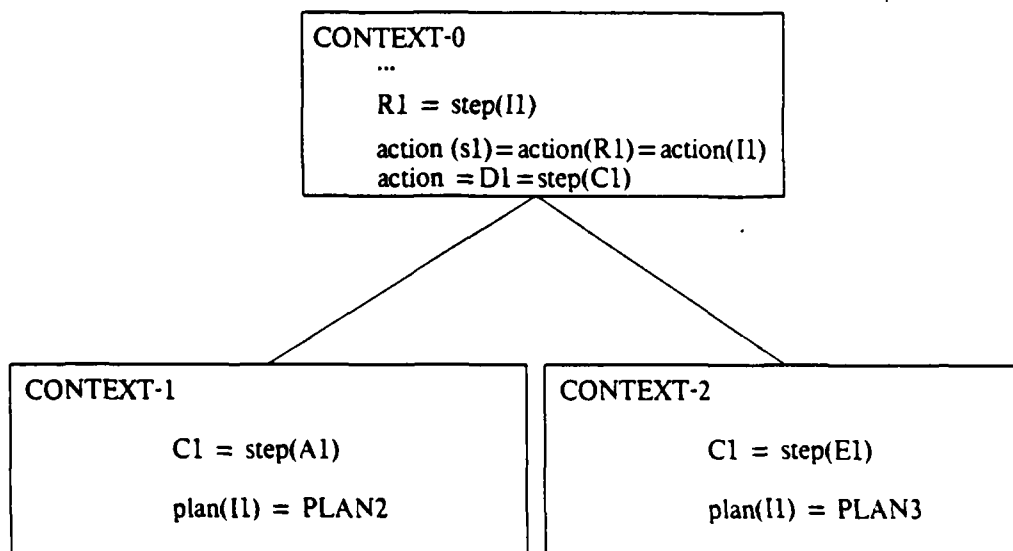 CONTEXT-0
...
R1 = step(I1)
action (s1)=action(R1)=action(I1)
action =D1=step(C1)
CONTEXT-1
C1 = step(A1)
plan(I1) = PLAN2
CONTEXT-2
C1 = step(E1)
plan(I1) = PLAN3